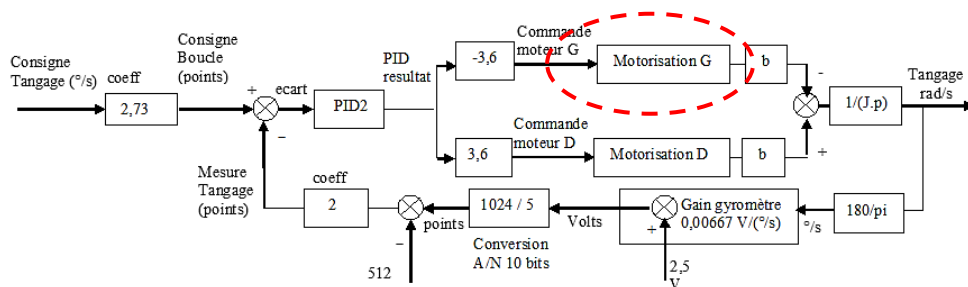 Consigne
Tangage (°/s)
coeff
2,73
Consigne
Boucle
(points)
+
ecart
−
PID2
PID
resultat
-3,6
Commande
moteur G
Motorisation G
b
-
3,6
Commande
moteur D
Motorisation D
b
+
1/(J.p)
Tangage
rad/s
Mesure
Tangage
(points)
coeff
2
−
512
points
1024 / 5
Conversion
A/N 10 bits
Volts
+
2,5
V
Gain gyromètre
0,00667 V/(°/s)
°/s
180/pi